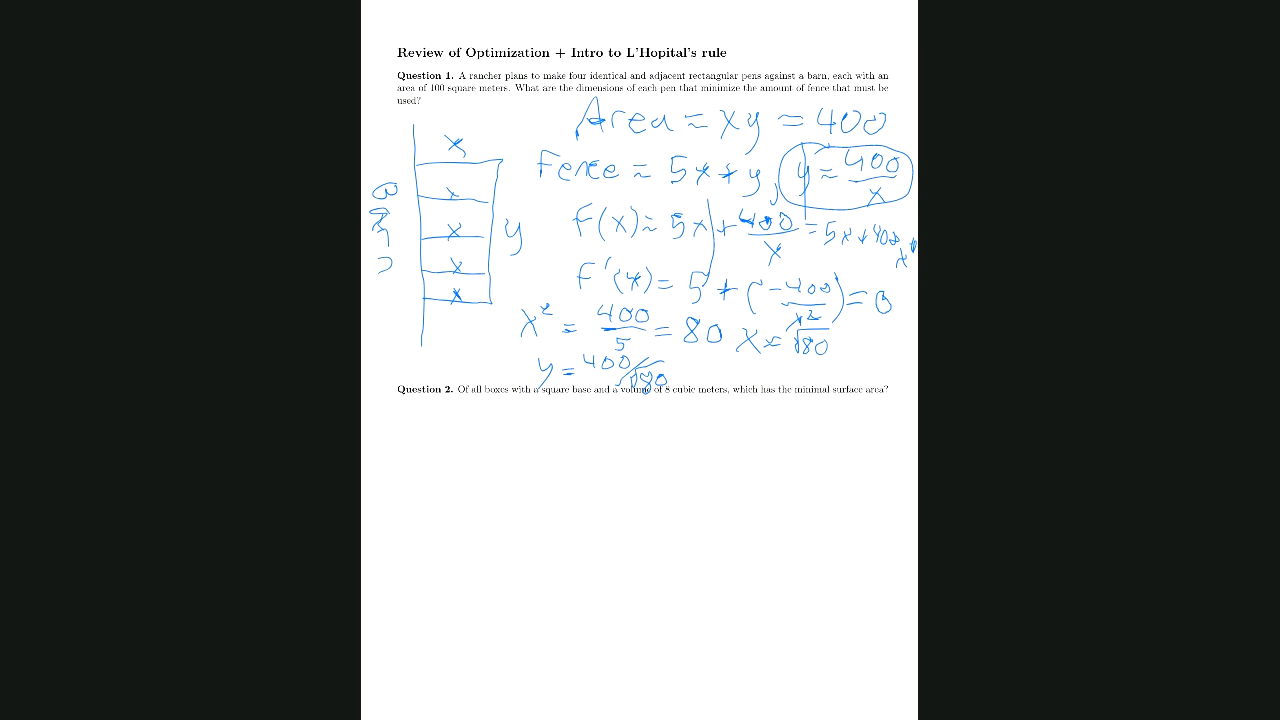 Review of Optimization + Intro to L'Hopital's rule
Question 1. A rancher plans to make four identical and adjacent rectangular pens against a barn, each with an
area of 100 square meters. What are the dimensions of each pen that minimize the amount of fence that must be
used?
Area = xy = 400
x
Fence = 5x + y, y = 400/x
x
Barn
x
y
F(x) = 5x + 400/x = 5x + 400x
x
F'(x) = 5 + (-400/x²) = 0
x
x² = 400/5 = 80 x = √80
y = 400/√80
Question 2. Of all boxes with a square base and a volume of 8 cubic meters, which has the minimal surface area?